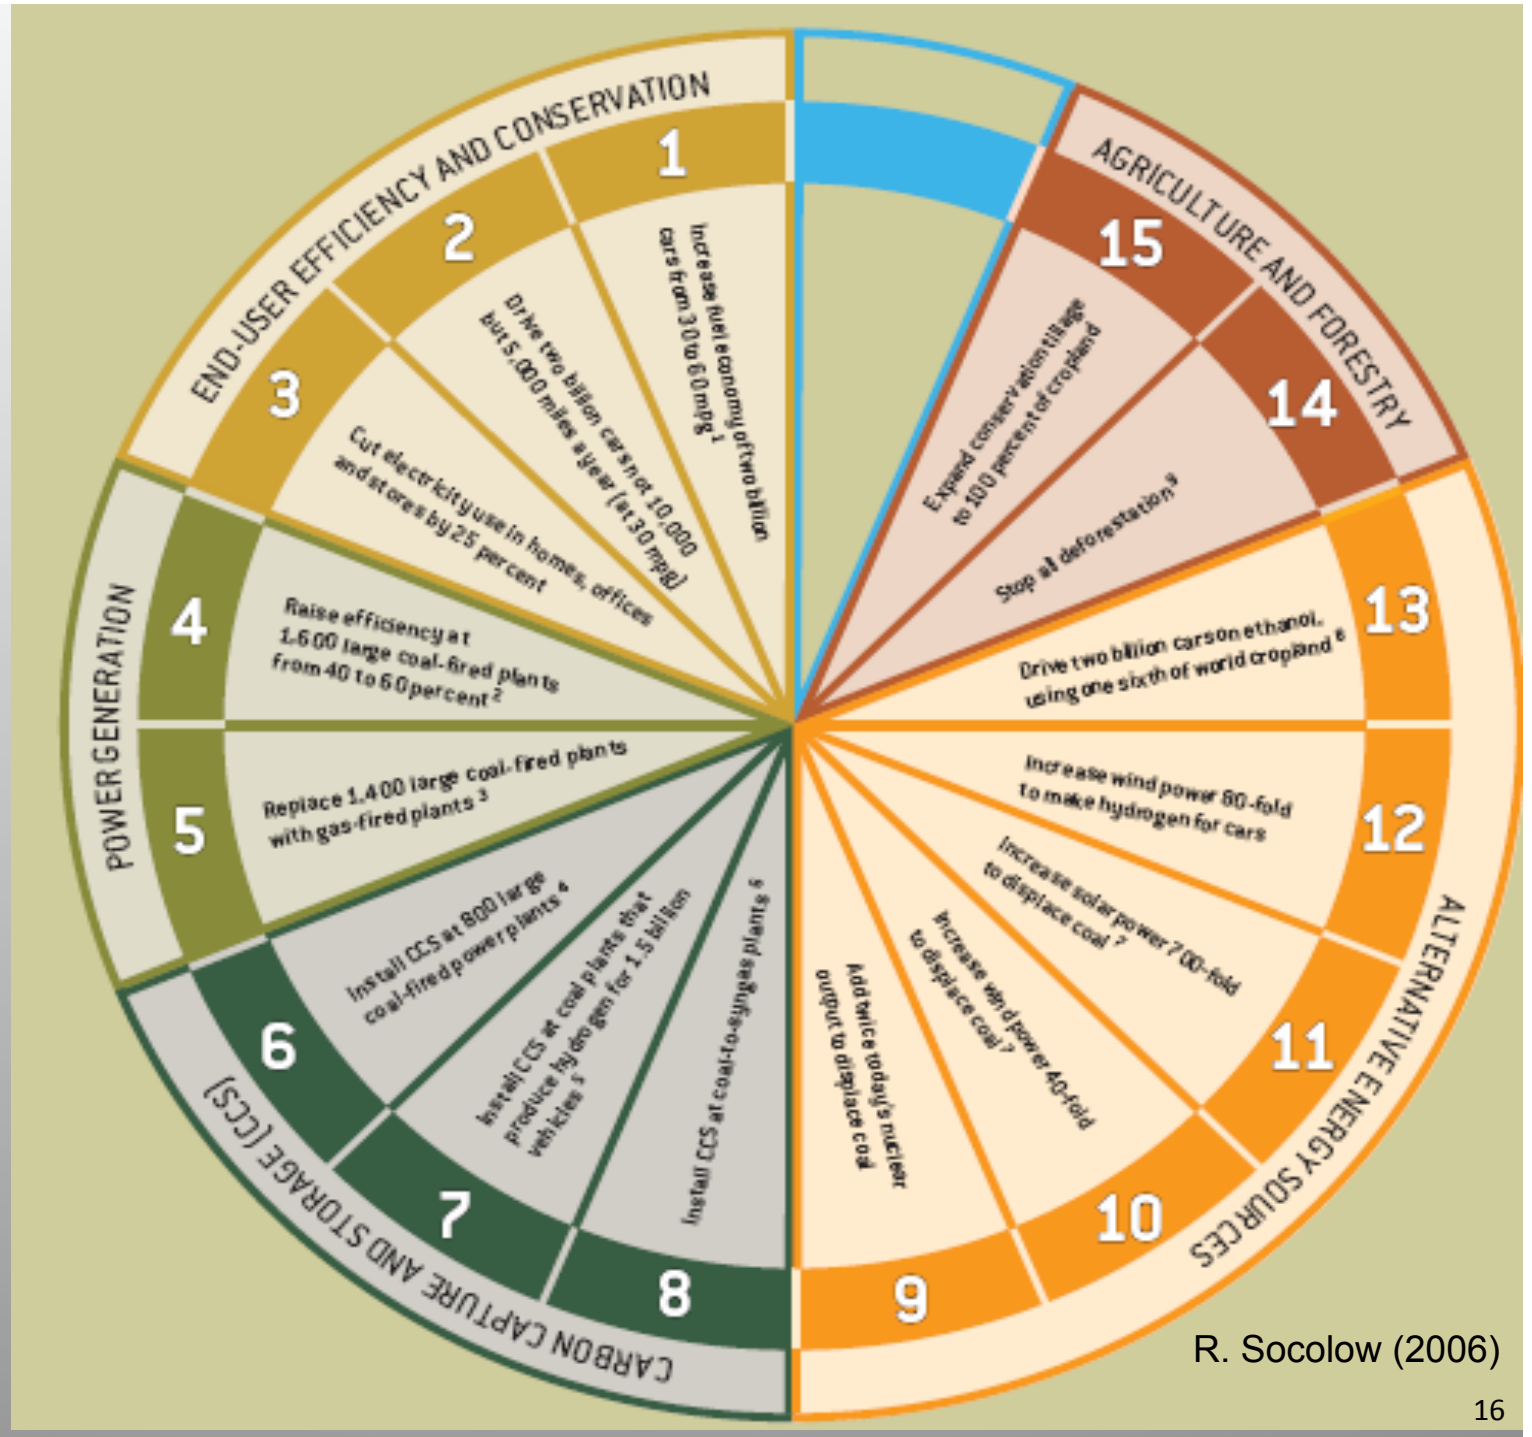 END-USER EFFICIENCY AND CONSERVATION
1
Increase fuel economy of two billion
cars from 30 to 60 mpg 1
2
Drive two billion cars not 10,000
but 5,000 miles a year (at 30 mpg)
3
Cut electricity use in homes, offices
and stores by 25 percent
POWER GENERATION
4
Raise efficiency at
1,600 large coal-fired plants
from 40 to 60 percent 2
5
Replace 1,400 large coal-fired plants
with gas-fired plants 3
CARBON CAPTURE AND STORAGE (CCS)
6
Install CCS at 800 large
coal-fired power plants 4
7
Install CCS at coal plants that
produce hydrogen for 1.5 billion
vehicles 5
8
Install CCS at coal-to-syngas plants 6
ALTERNATIVE ENERGY SOURCES
9
Add twice today's nuclear
output to displace coal
10
Increase wind power 40-fold
to displace coal 7
11
Increase solar power 700-fold
to displace coal 7
12
Increase wind power 80-fold
to make hydrogen for cars
13
Drive two billion cars on ethanol,
using one sixth of world cropland 8
AGRICULTURE AND FORESTRY
14
Stop all deforestation 9
15
Expand conservation tillage
to 100 percent of cropland
R. Socolow (2006)
16